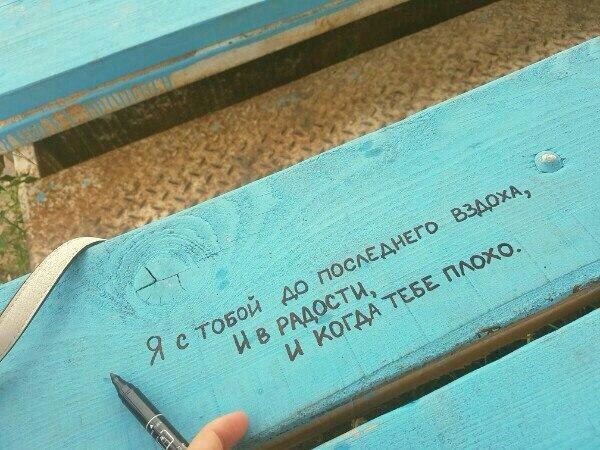 Я С ТОБОЙ ДО ПОСЛЕДНЕГО ВЗДОХА,
И В РАДОСТИ,
И КОГДА ТЕБЕ ПЛОХО.